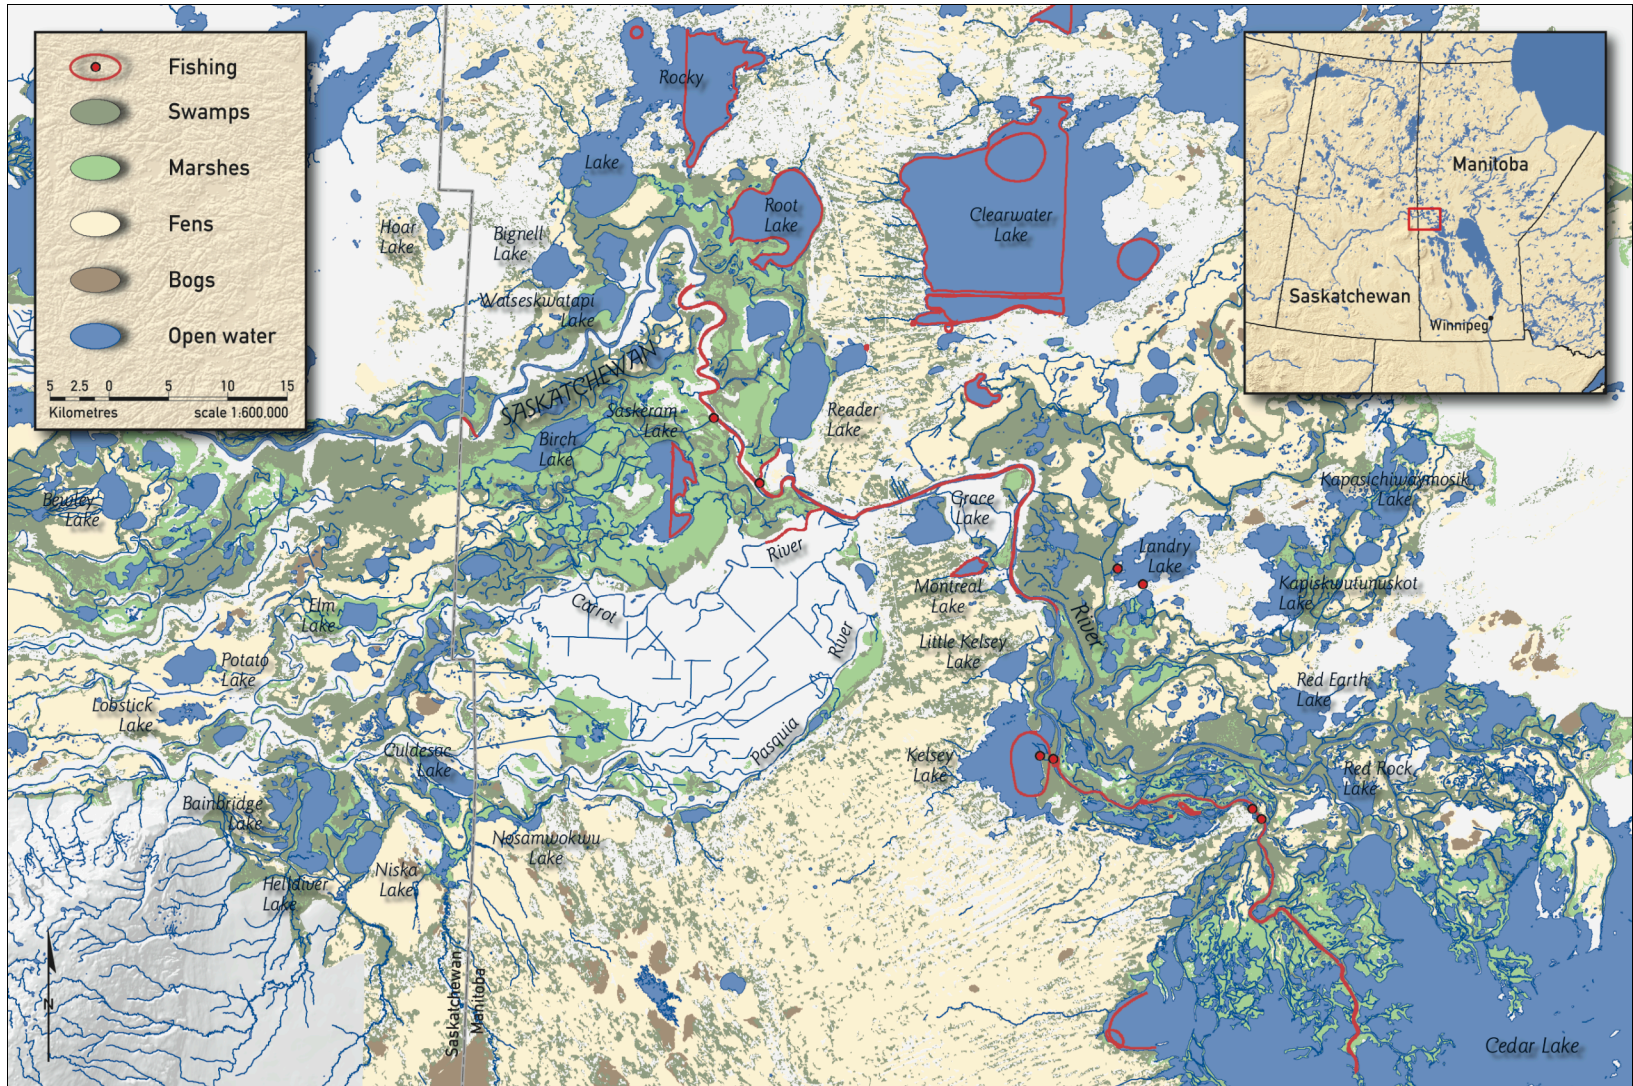 Fishing
Swamps
Marshes
Fens
Bogs
Open water
5 2.5 0 5 10 15
Kilometres scale 1:600,000
Manitoba
Saskatchewan
Winnipeg
Rocky
Lake
Root
Lake
Clearwater
Lake
Hoar
Lake
Bignell
Lake
Watseskwatapi
Lake
SASKATCHEWAN
Saskeram
Lake
Reader
Lake
Birch
Lake
Bewley
Lake
Grace
Lake
Kapasichiwaymosik
Lake
River
Landry
Lake
Montreal
Lake
Kapiskwutunuskot
Lake
Carrot
Elm
Lake
River
River
Little Kelsey
Lake
Potato
Lake
Red Earth
Lake
Lobstick
Lake
Pasquia
Culdesac
Lake
Kelsey
Lake
Red Rock
Lake
Bainbridge
Lake
Nosamwokwu
Lake
Niska
Lake
Helldiver
Lake
Saskatchewan
Manitoba
N
Cedar Lake